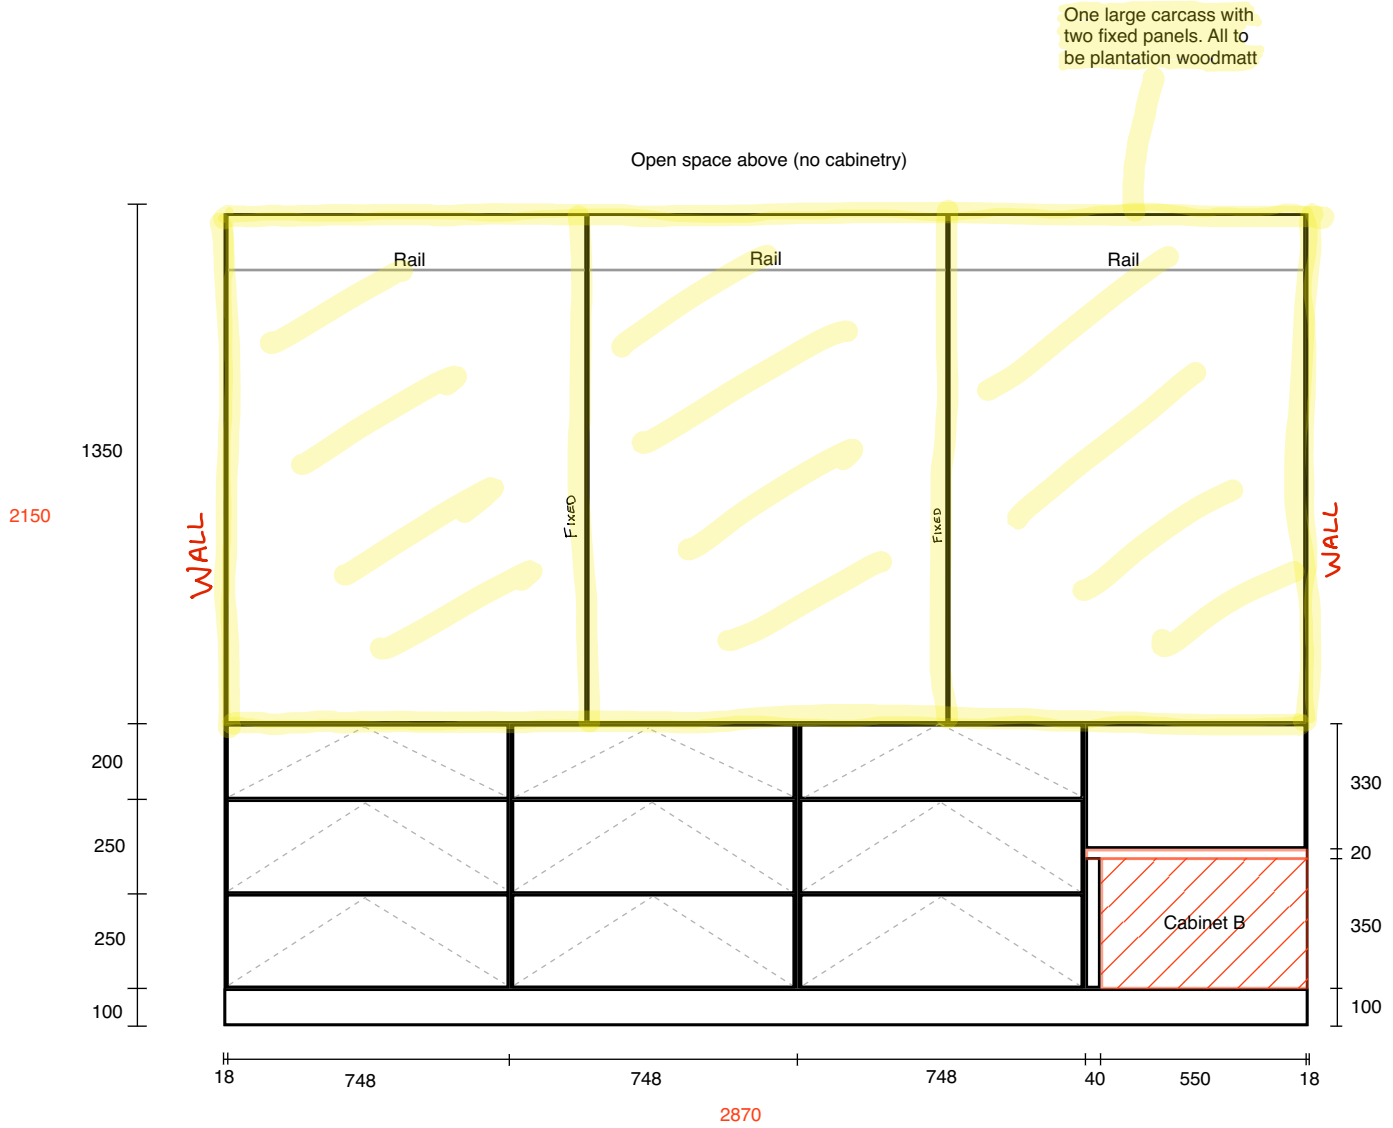 One large carcass with
two fixed panels. All to
be plantation woodmatt
Open space above (no cabinetry)
Rail
Rail
Rail
1350
2150
WALL
FIXED
FIXED
WALL
200
250
250
100
330
20
350
100
Cabinet B
18
748
748
748
40
550
18
2870